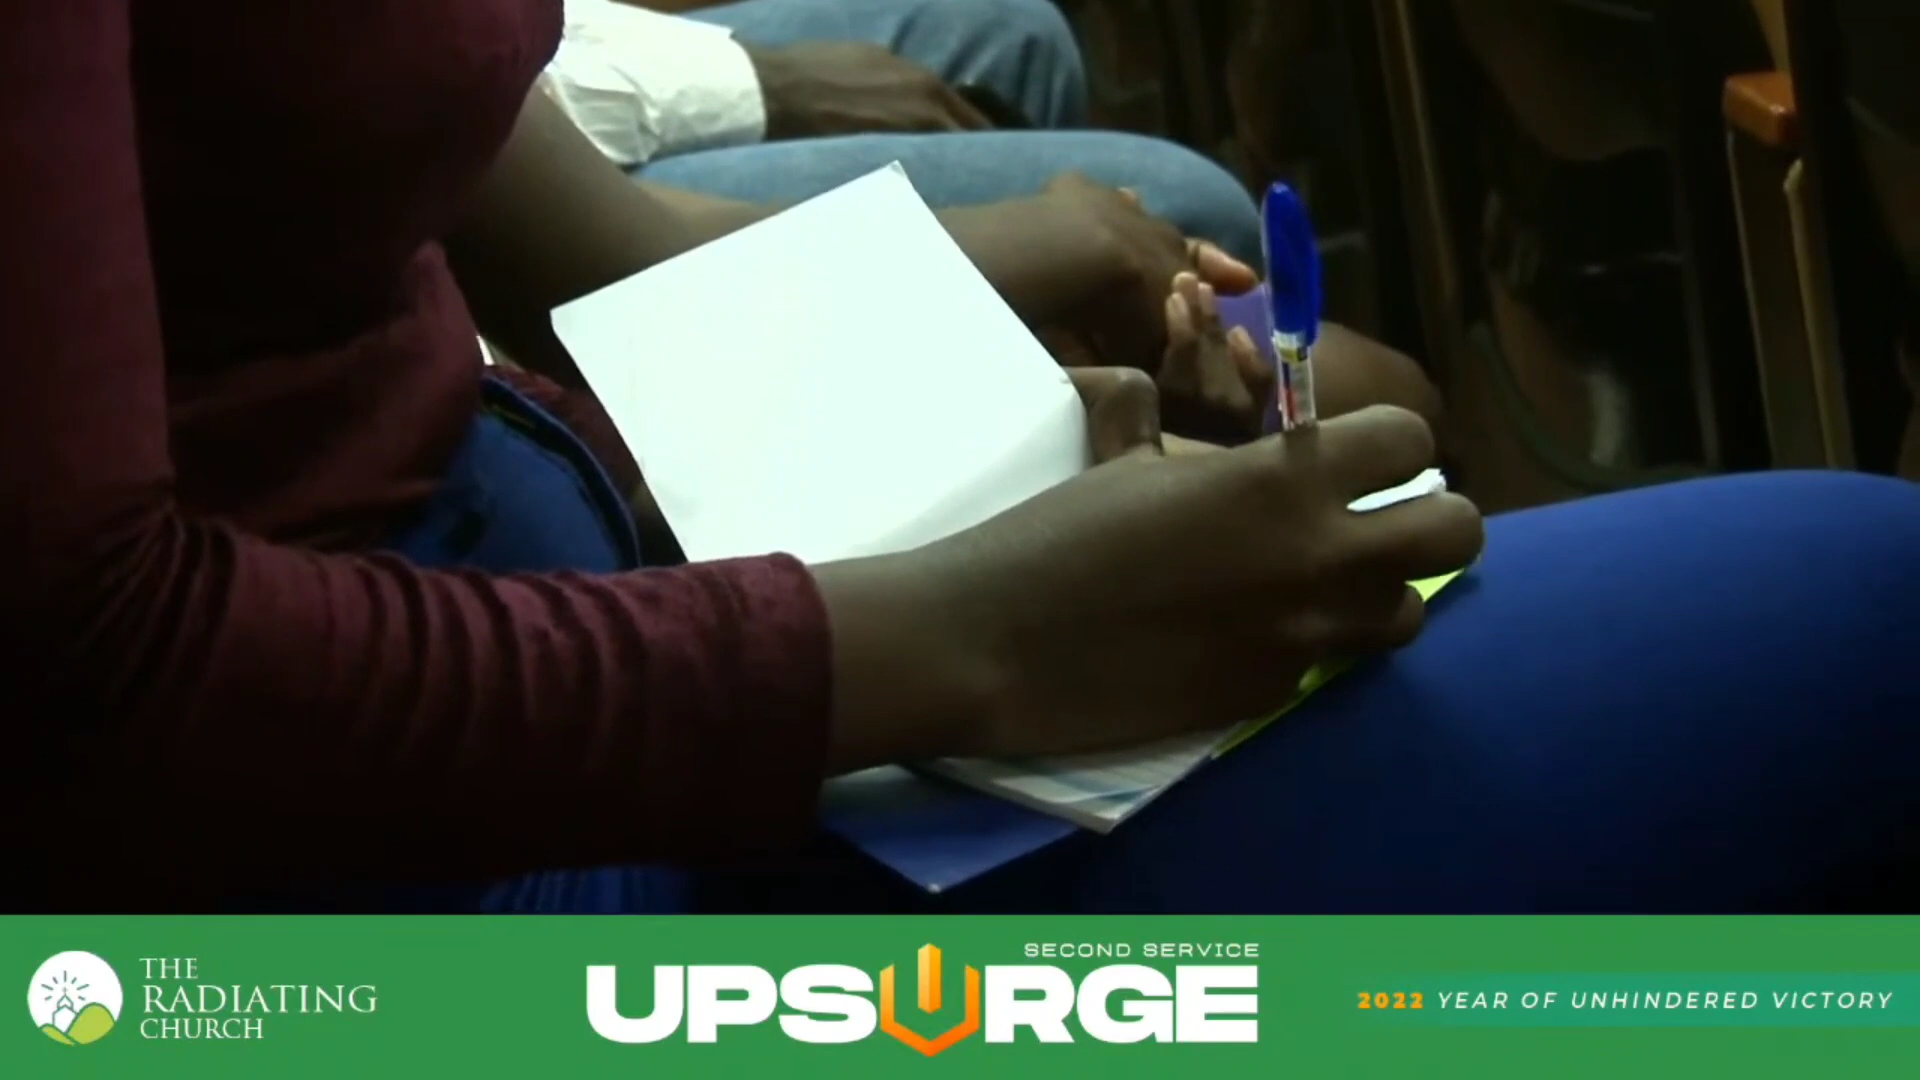 THE
RADIATING
CHURCH
SECOND SERVICE
UPSURGE
2022 YEAR OF UNHINDERED VICTORY